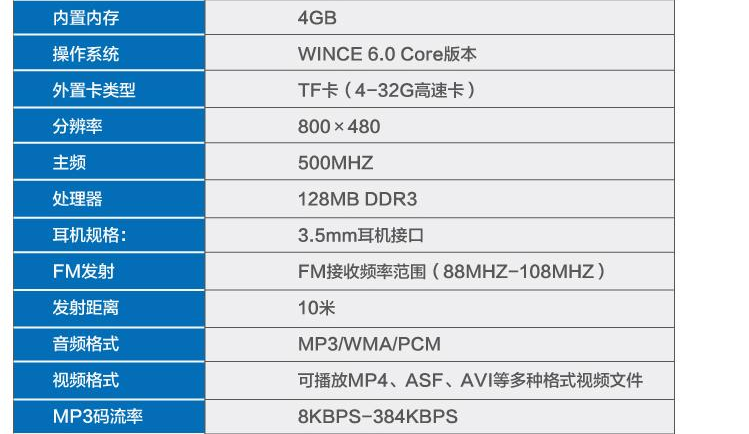 内置内存 4GB
操作系统 WINCE 6.0 Core版本
外置卡类型 TF卡（4-32G高速卡）
分辨率 800×480
主频 500MHZ
处理器 128MB DDR3
耳机规格： 3.5mm耳机接口
FM发射 FM接收频率范围（88MHZ-108MHZ）
发射距离 10米
音频格式 MP3/WMA/PCM
视频格式 可播放MP4、ASF、AVI等多种格式视频文件
MP3码流率 8KBPS-384KBPS